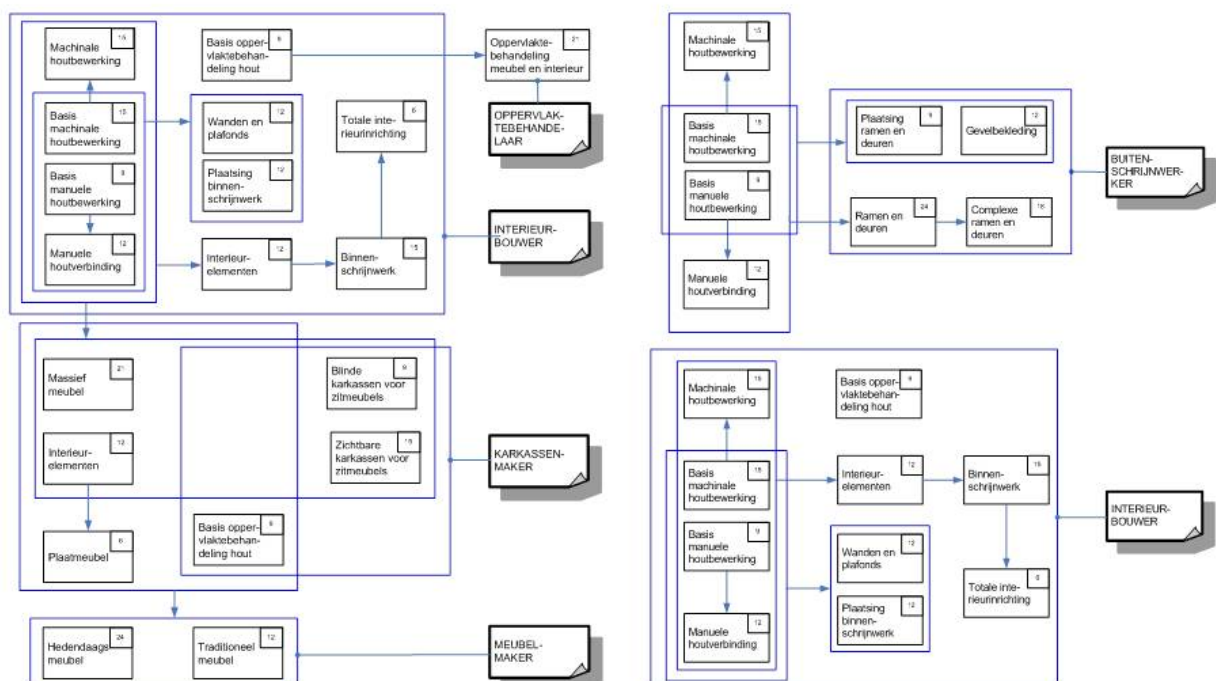 Machinale
houtbewerking
15
Basis opper-
vlaktebehan-
deling hout
Oppervlakte-
behandeling
meubel en interieur
21
Basis
machinale
houtbewerking
15
Wanden en
plafonds
12
Totale inte-
rieurinrichting
6
OPPERVLAK-
TEBEHANDE-
LAAR
Basis
manuele
houtbewerking
9
Plaatsing
binnen-
schrijnwerk
12
INTERIEUR-
BOUWER
Manuele
houtverbinding
12
Interieur-
elementen
12
Binnen-
schrijnwerk
15
Massief
meubel
21
Blinde
karkassen voor
zitmeubels
9
Interieur-
elementen
12
Zichtbare
karkassen voor
zitmeubels
KARKASSEN-
MAKER
Plaatmeubel
6
Basis opper-
vlaktebehan-
deling hout
Hedendaags
meubel
24
Traditioneel
meubel
12
MEUBEL-
MAKER
Machinale
houtbewerking
15
Basis
machinale
houtbewerking
15
Plaatsing
ramen en
deuren
9
Gevelbekleding
12
BUITEN-
SCHRIJNWER-
KER
Basis
manuele
houtbewerking
9
Ramen en
deuren
24
Complexe
ramen en
deuren
Manuele
houtverbinding
12
Machinale
houtbewerking
15
Basis opper-
vlaktebehan-
deling hout
Basis
machinale
houtbewerking
15
Interieur-
elementen
12
Binnen-
schrijnwerk
15
INTERIEUR-
BOUWER
Basis
manuele
houtbewerking
9
Wanden en
plafonds
12
Totale inte-
rieurinrichting
6
Manuele
houtverbinding
12
Plaatsing
binnen-
schrijnwerk
12